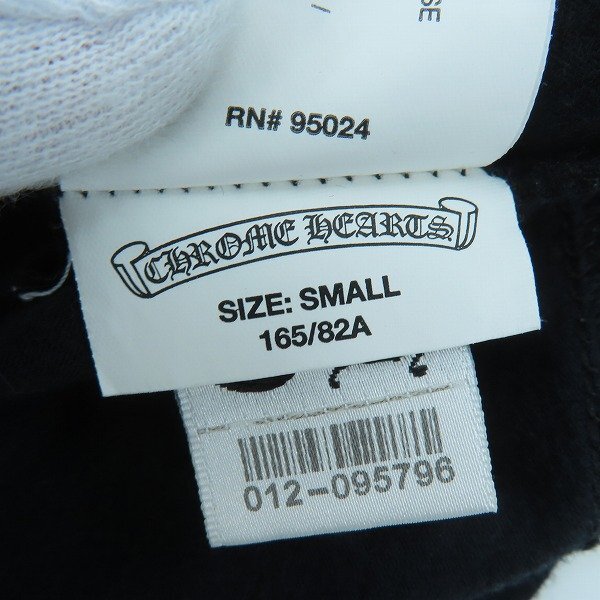 RN# 95024
CHROME HEARTS
SIZE: SMALL
165/82A
012-095796